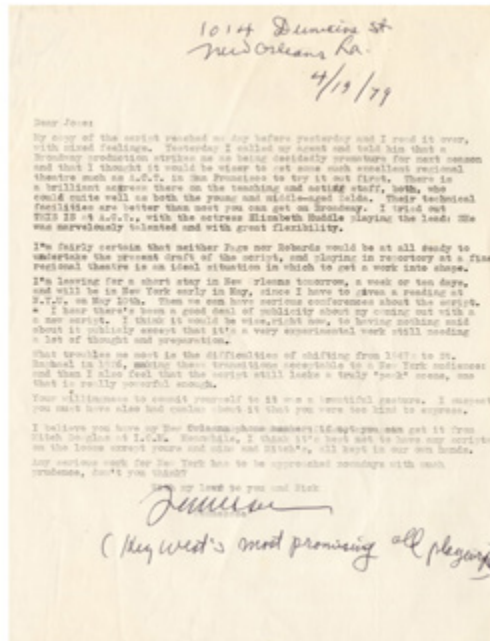 1014 Dumaine St.
New Orleans La.
4/19/79
Dear Jose:
My copy of the script reached me day before yesterday and I read it over,
with mixed feelings. Yesterday I called my agent and told him that a
Broadway production strikes me as being decidedly premature for next season
and that I thought it would be wiser to get some such excellent regional
theatre such as A.C.T. in San Francisco to try it out first. There is
a brilliant actress there on the teaching and acting staff, both, who
could quite well as both the young and middle-aged Zelda. Their technical
facilities are better than most you can get on Broadway. I tried out
THIS IS at A.C.T., with the actress Elizabeth Huddle playing the lead: She
was marvelously talented and with great flexibility.
I'm fairly certain that neither Page nor Robards would be at all ready to
undertake the present draft of the script, and playing in repertory at a fine
regional theatre is an ideal situation in which to get a work into shape.
I'm leaving for a short stay in New Orleans tomorrow, a week or ten days,
and will be in New York early in May, since I have to give a reading at
N.Y.U. on May 10th. Then we can have serious conferences about the script.
I hear there's been a good deal of publicity about my coming out with
a new script. I think it would be wise, right now, to having nothing said
about it publicly except that it's a very experimental work still needing
a lot of thought and preparation.
What troubles me most is the difficulties of shifting from 1947 to St.
Raphael in 1926, making these transitions acceptable to a New York audience:
and I also feel that the script still lacks a truly "peak" scene, one
that is really powerful enough.
Your willingness to commit yourself to it was a beautiful gesture. I suspect
you must have also had qualms about it that you were too kind to express.
I believe you have my New Orleans phone number: if not you can get it from
Mitch Douglas at I.C.M. Meanwhile, I think it's best not to have any scripts
on the loose except yours and mine and Mitch's, all kept in our own hands.
Any serious work for New York has to be approached nowadays with much
prudence, don't you think?
With my love to you and Nick
Tennessee
(Key West's most promising old playwright)